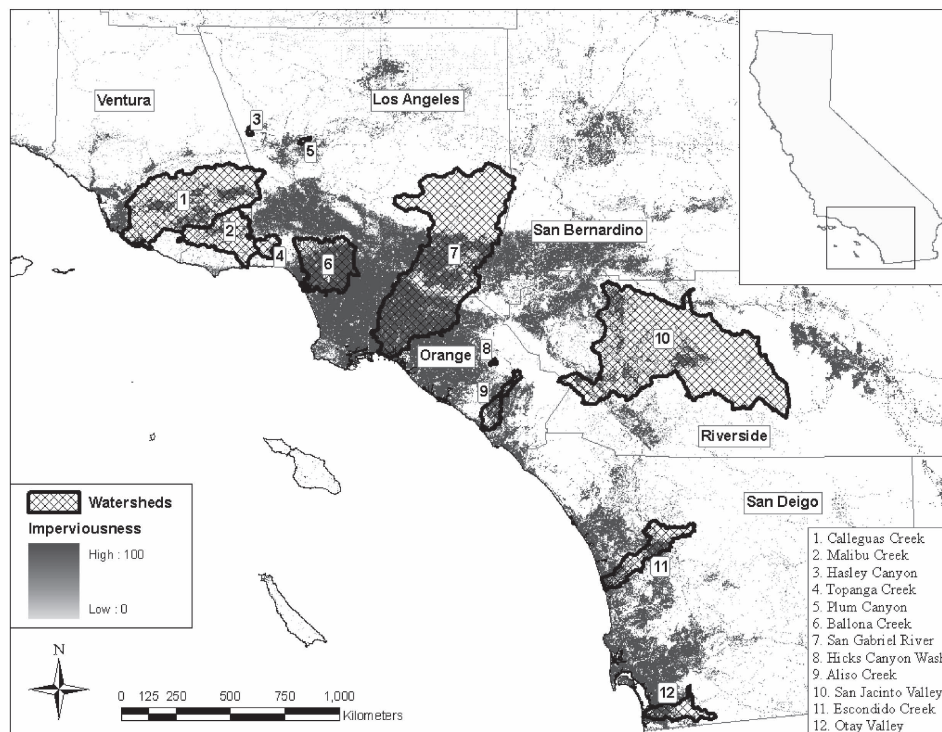 Ventura
Los Angeles
3
5
1
2
4
6
7
San Bernardino
Orange
8
9
10
Riverside
San Deigo
11
12
Watersheds
Imperviousness
High : 100
Low : 0
N
0 125 250 500 750 1,000
Kilometers
1. Calleguas Creek
2. Malibu Creek
3. Hasley Canyon
4. Topanga Creek
5. Plum Canyon
6. Ballona Creek
7. San Gabriel River
8. Hicks Canyon Wash
9. Aliso Creek
10. San Jacinto Valley
11. Escondido Creek
12. Otay Valley